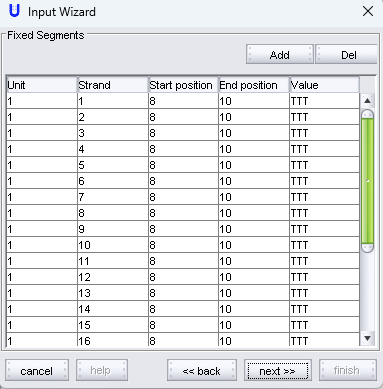 Input Wizard
Fixed Segments
Add Del
Unit Strand Start position End position Value
1 1 8 10 TTT
1 2 8 10 TTT
1 3 8 10 TTT
1 4 8 10 TTT
1 5 8 10 TTT
1 6 8 10 TTT
1 7 8 10 TTT
1 8 8 10 TTT
1 9 8 10 TTT
1 10 8 10 TTT
1 11 8 10 TTT
1 12 8 10 TTT
1 13 8 10 TTT
1 14 8 10 TTT
1 15 8 10 TTT
1 16 8 10 TTT
cancel help << back next >> finish